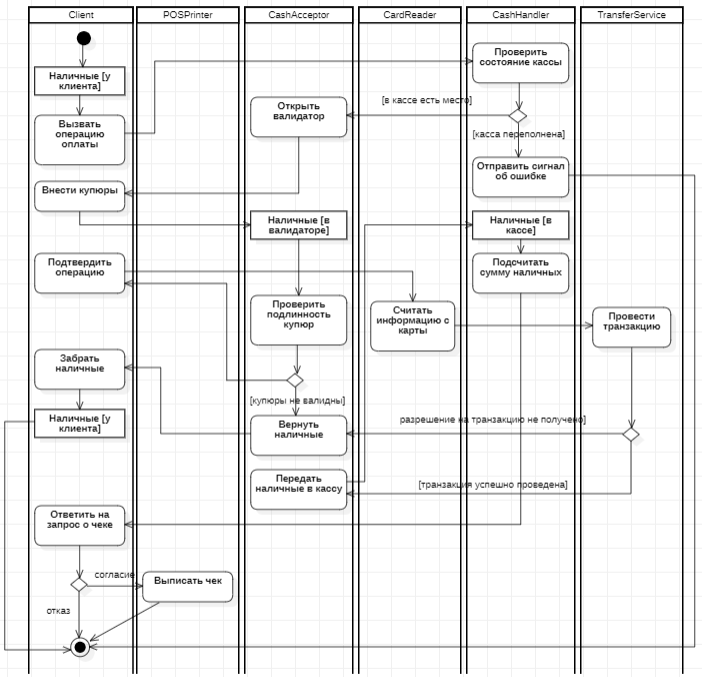 Client
POSPrinter
CashAcceptor
CardReader
CashHandler
TransferService
Проверить
состояние кассы
Наличные [у
клиента]
[в кассе есть место]
Открыть
валидатор
Вызвать
операцию
оплаты
[касса переполнена]
Отправить сигнал
об ошибке
Внести купюры
Наличные [в
валидаторе]
Наличные [в
кассе]
Подтвердить
операцию
Подсчитать
сумму наличных
Проверить
подлинность
купюр
Считать
информацию с
карты
Провести
транзакцию
Забрать
наличные
[купюры не валидны]
Наличные [у
клиента]
Вернуть
наличные
разрешение на транзакцию не получено]
Передать
наличные в кассу
[транзакция успешно проведена]
Ответить на
запрос о чеке
согласие
Выписать чек
отказ